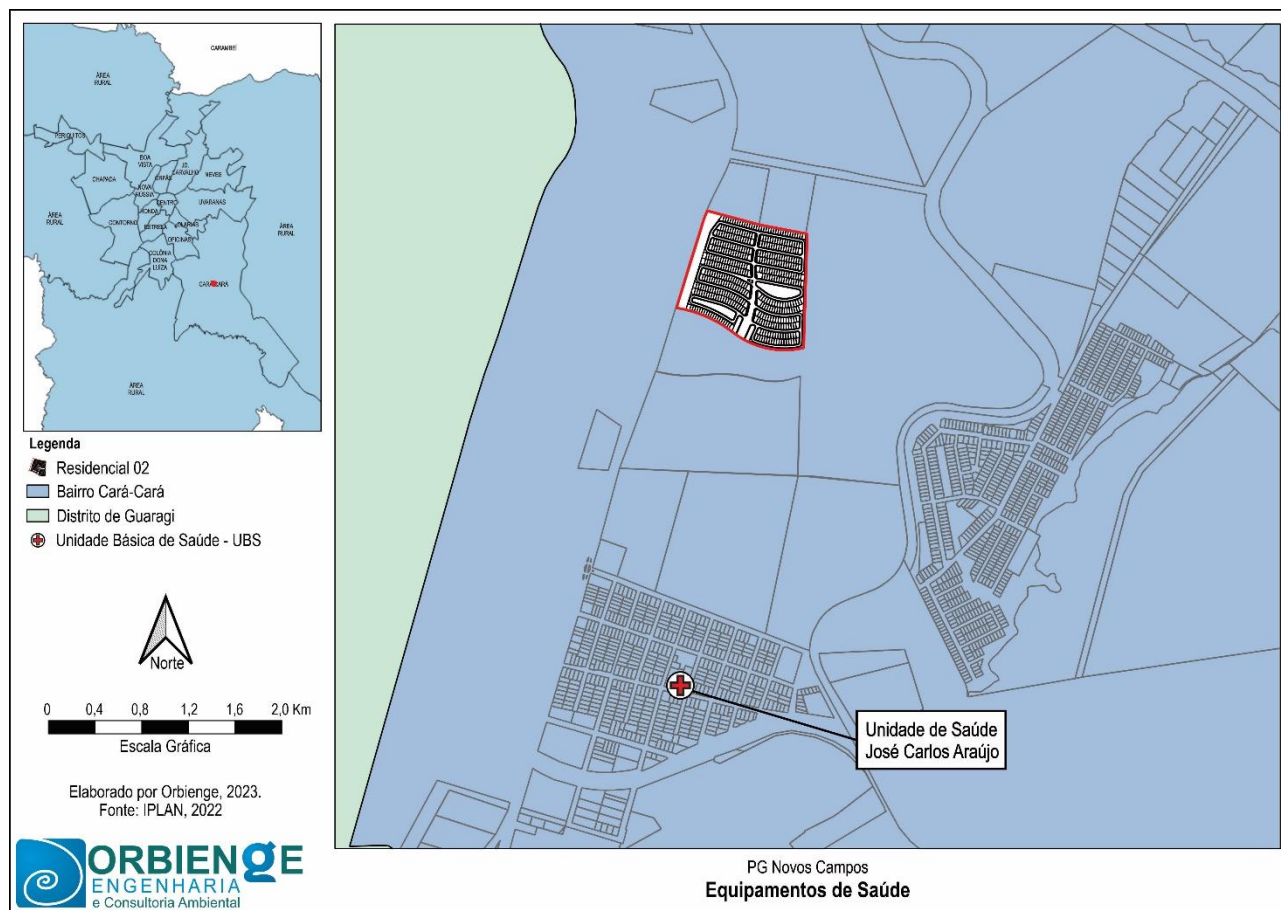 CARAMBEÍ
ÁREA
RURAL
PERIQUITOS
BOA
VISTA
JD.
CARVALHO
NEVES
CHAPADA
NOVA
RÚSSIA
CENTRO
UVARANAS
ÁREA
RURAL
CONTORNO
RONDA
ESTRELA
OLARIAS
OFICINAS
ÁREA
RURAL
COLÔNIA
DONA
LUIZA
CARÁ-CARÁ
ÁREA
RURAL
Legenda
Residencial 02
Bairro Cará-Cará
Distrito de Guaragi
Unidade Básica de Saúde - UBS
Norte
0 0,4 0,8 1,2 1,6 2,0 Km
Escala Gráfica
Elaborado por Orbienge, 2023.
Fonte: IPLAN, 2022
ORBIENGE
ENGENHARIA
e Consultoria Ambiental
Unidade de Saúde
José Carlos Araújo
PG Novos Campos
Equipamentos de Saúde